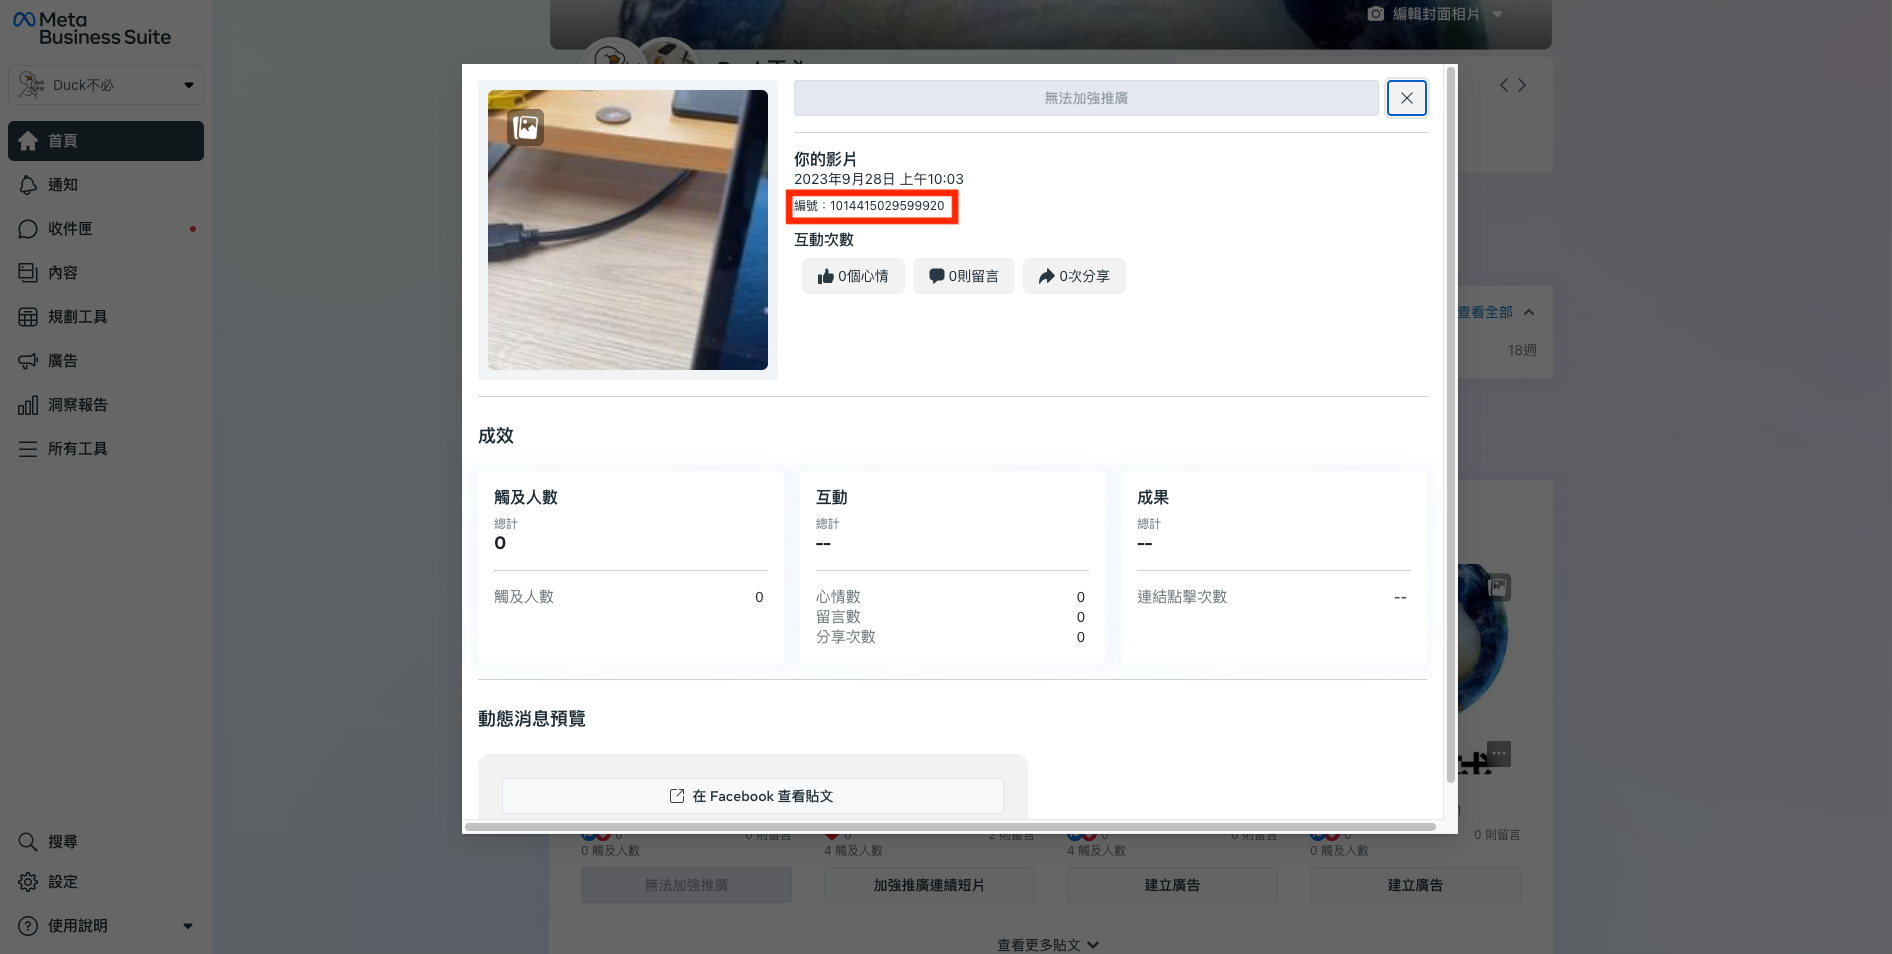 Meta
Business Suite
Duck不必
首頁
通知
收件匣
內容
規劃工具
廣告
洞察報告
所有工具
搜尋
設定
使用說明
編輯封面相片
無法加強推廣
你的影片
2023年9月28日 上午10:03
編號：1014415029599920
互動次數
0個心情
0則留言
0次分享
成效
觸及人數
總計
0
觸及人數 0
互動
總計
--
心情數 0
留言數 0
分享次數 0
成果
總計
--
連結點擊次數 --
動態消息預覽
在 Facebook 查看貼文
查看全部
18週
0 則留言
0 觸及人數
4 觸及人數
4 觸及人數
0 觸及人數
無法加強推廣
加強推廣連續短片
建立廣告
建立廣告
查看更多貼文